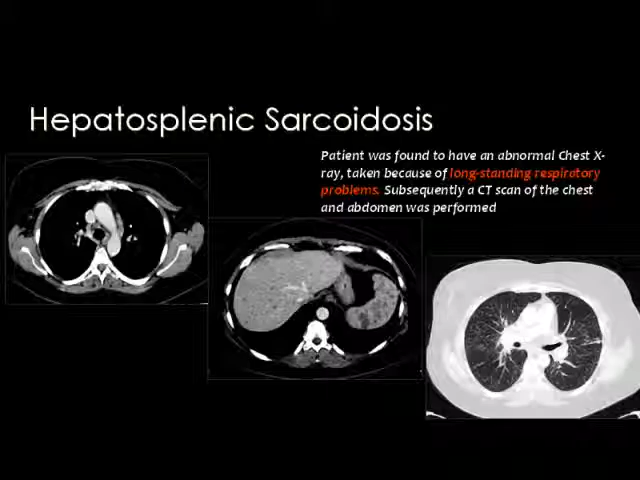 Hepatosplenic Sarcoidosis
Patient was found to have an abnormal Chest X-
ray, taken because of long-standing respiratory
problems. Subsequently a CT scan of the chest
and abdomen was performed